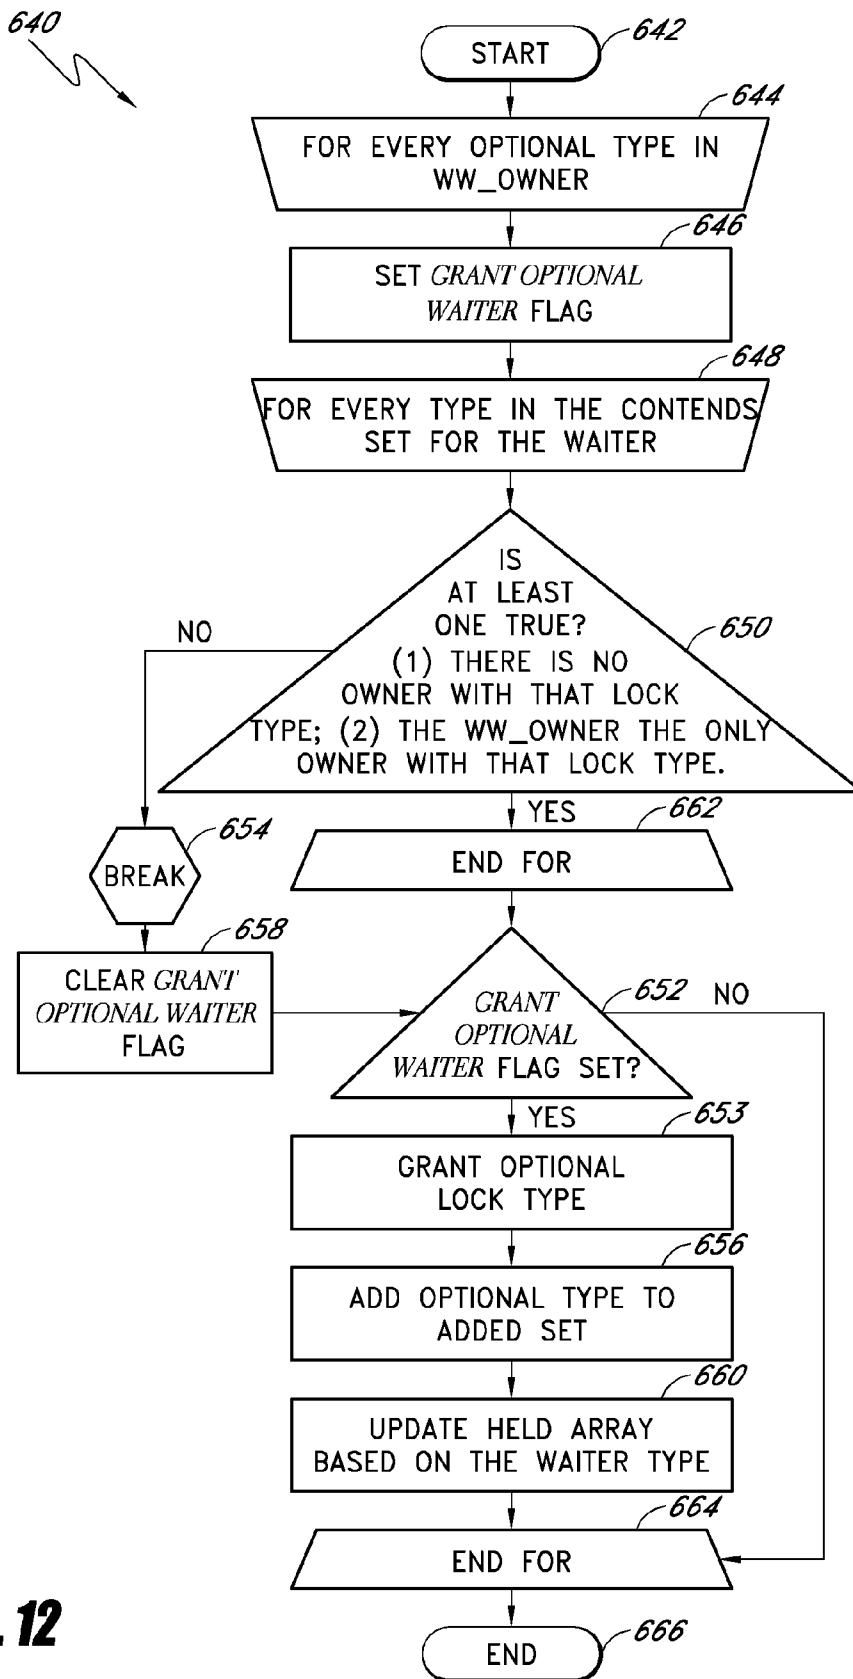 640
START
642
644
FOR EVERY OPTIONAL TYPE IN
WW_OWNER
646
SET GRANT OPTIONAL
WAITER FLAG
648
FOR EVERY TYPE IN THE CONTENDS
SET FOR THE WAITER
IS
AT LEAST
ONE TRUE?
(1) THERE IS NO
OWNER WITH THAT LOCK
TYPE; (2) THE WW_OWNER THE ONLY
OWNER WITH THAT LOCK TYPE.
650
NO
YES
654
BREAK
662
END FOR
658
CLEAR GRANT
OPTIONAL WAITER
FLAG
GRANT
OPTIONAL
WAITER FLAG SET?
652
NO
YES
653
GRANT OPTIONAL
LOCK TYPE
656
ADD OPTIONAL TYPE TO
ADDED SET
660
UPDATE HELD ARRAY
BASED ON THE WAITER TYPE
664
END FOR
. 12
END
666